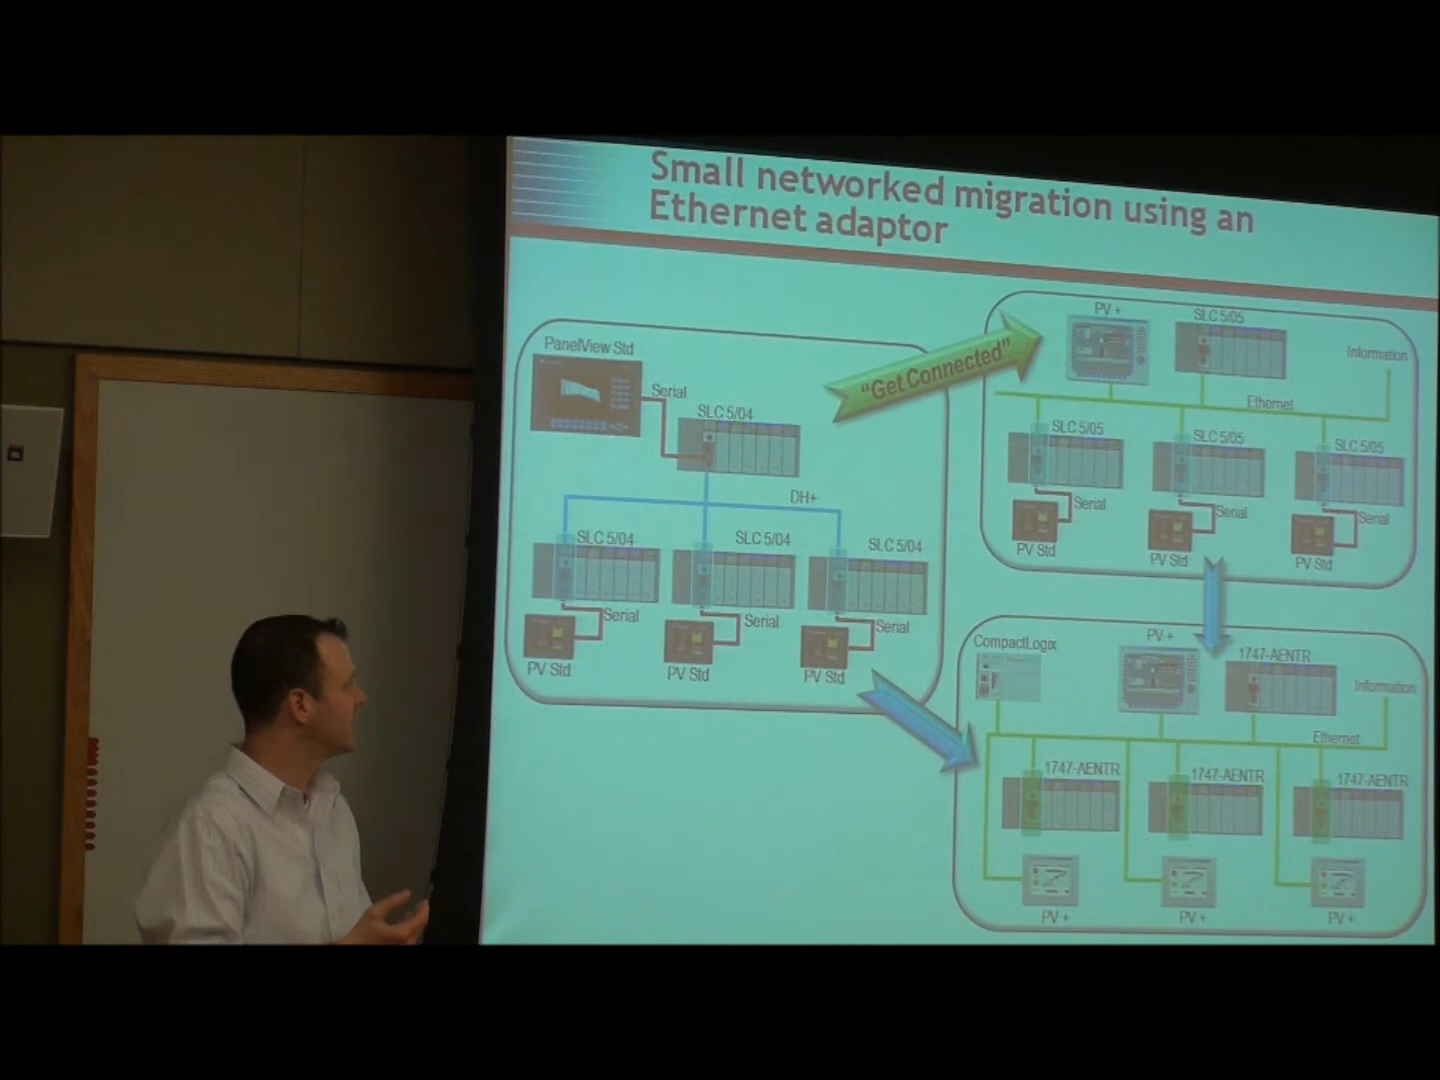 Small networked migration using an
Ethernet adaptor
PanelView Std
Serial
SLC 5/04
DH+
SLC 5/04
SLC 5/04
SLC 5/04
Serial
Serial
Serial
PV Std
PV Std
PV Std
"Get Connected"
PV +
SLC 5/05
Information
Ethernet
SLC 5/05
SLC 5/05
SLC 5/05
Serial
Serial
Serial
PV Std
PV Std
PV Std
CompactLogix
PV +
1747-AENTR
Information
Ethernet
1747-AENTR
1747-AENTR
1747-AENTR
PV +
PV +
PV +